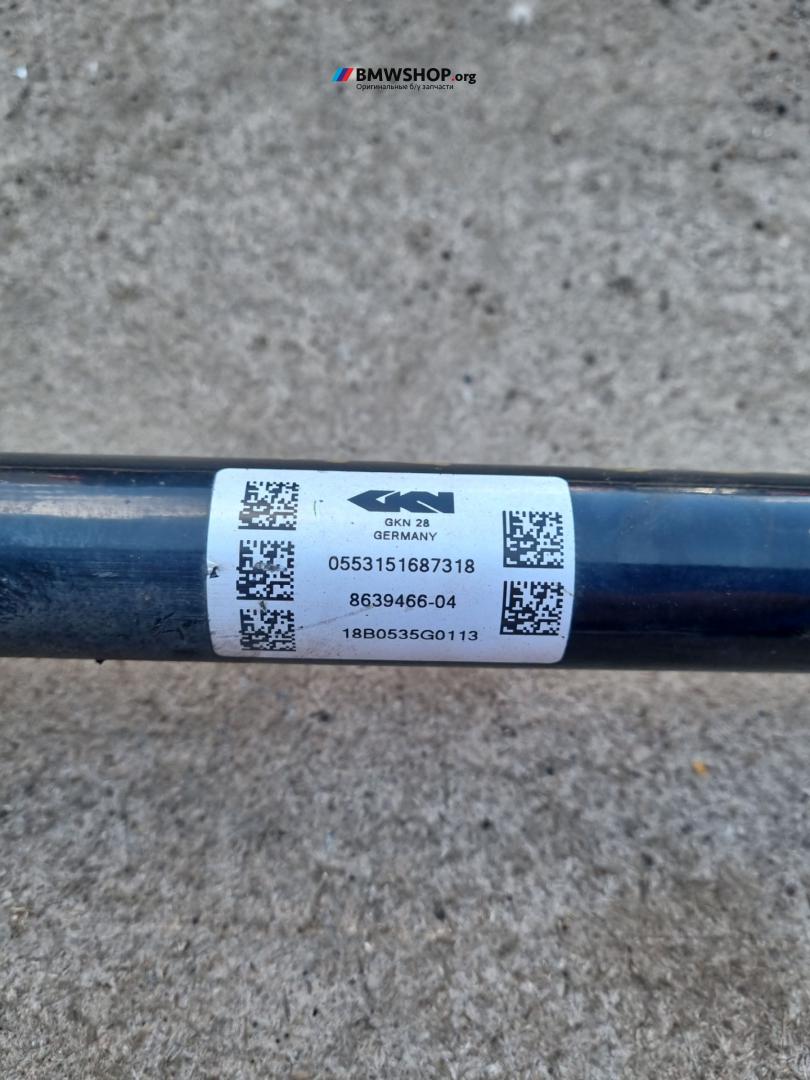 BMWSHOP.org
Оригинальные б/у запчасти
GKN
GKN 28
GERMANY
0553151687318
8639466-04
18B0535G0113